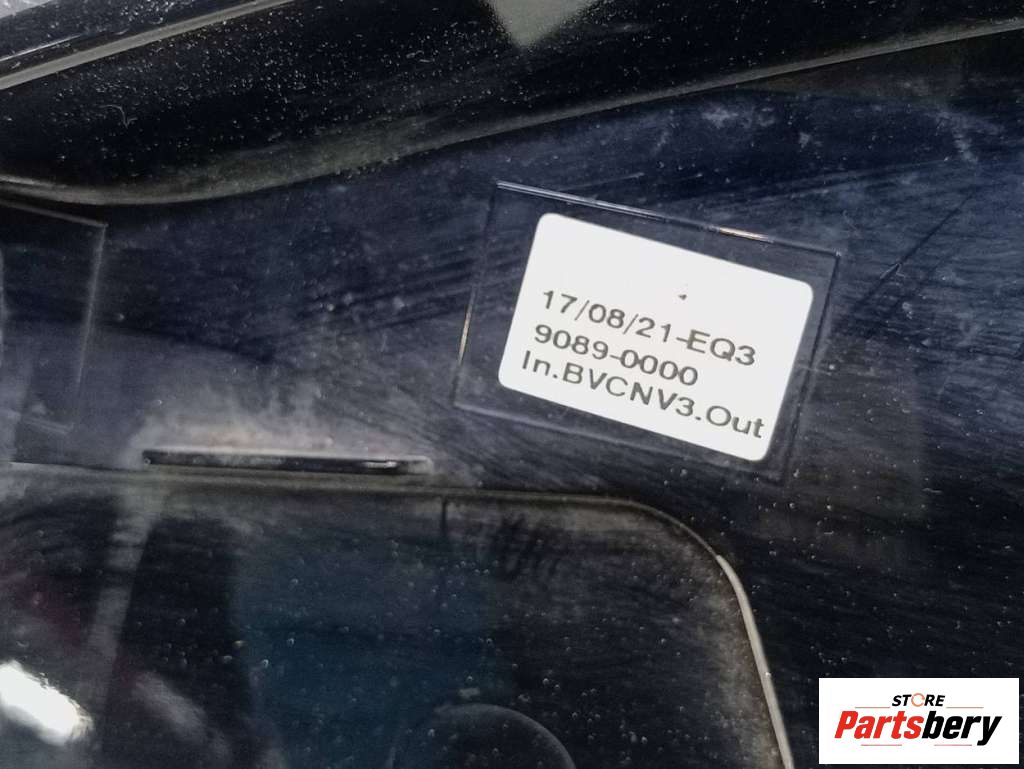 17/08/21-EQ3
9089-0000
In.BVCNV3.Out
STORE
Partsbery